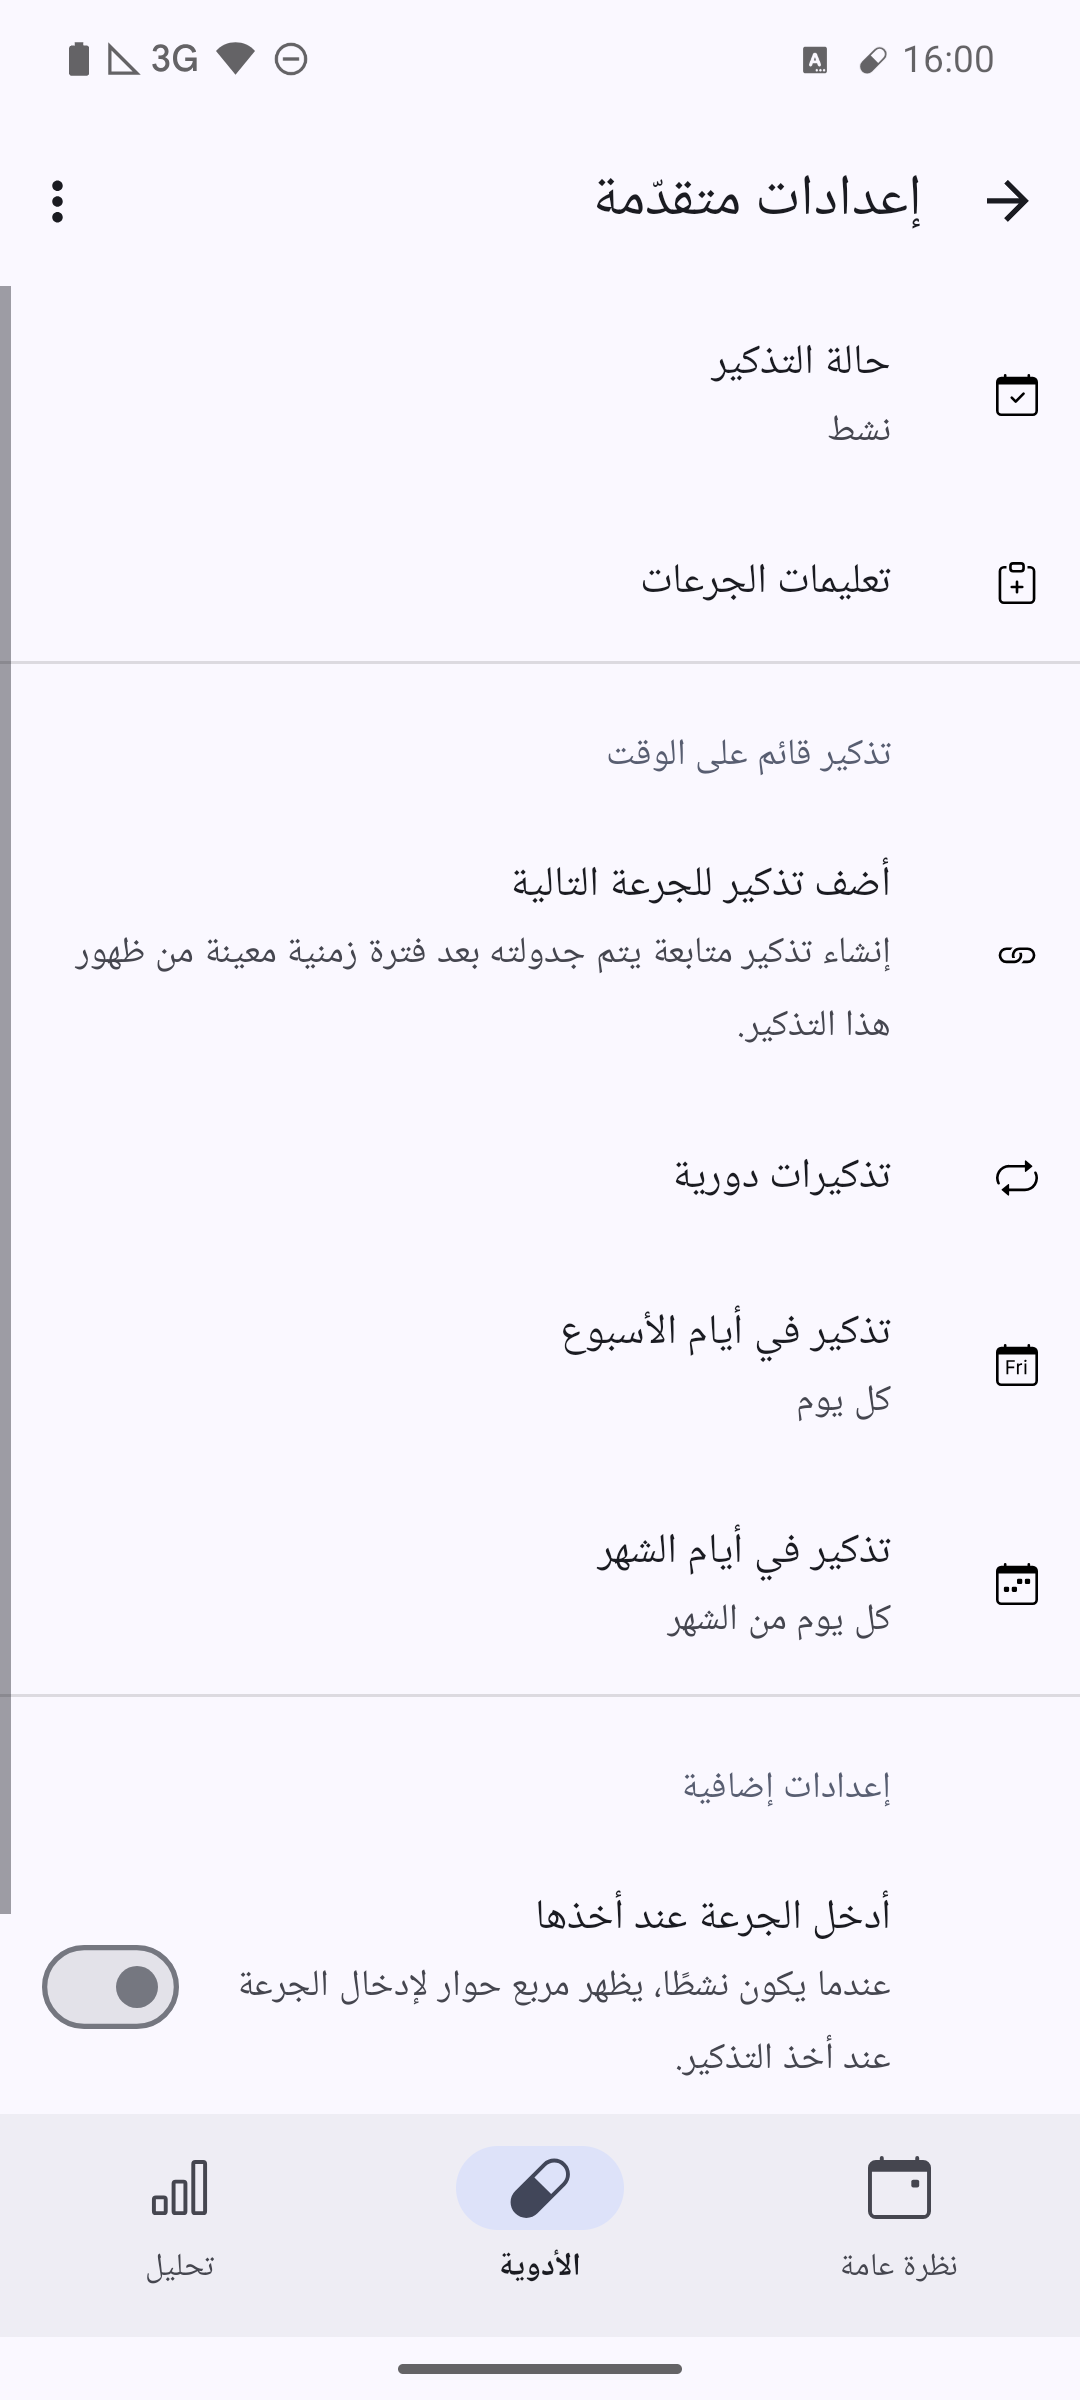 3G
A
16:00
إعدادات متقدّمة
حالة التذكير
نشط
تعليمات الجرعات
تذكير قائم على الوقت
أضف تذكير للجرعة التالية
إنشاء تذكير متابعة يتم جدولته بعد فترة زمنية معينة من ظهور
هذا التذكير.
تذكيرات دورية
تذكير في أيام الأسبوع
Fri
كل يوم
تذكير في أيام الشهر
كل يوم من الشهر
إعدادات إضافية
أدخل الجرعة عند أخذها
عندما يكون نشطًا، يظهر مربع حوار لإدخال الجرعة
عند أخذ التذكير.
نظرة عامة
الأدوية
تحليل